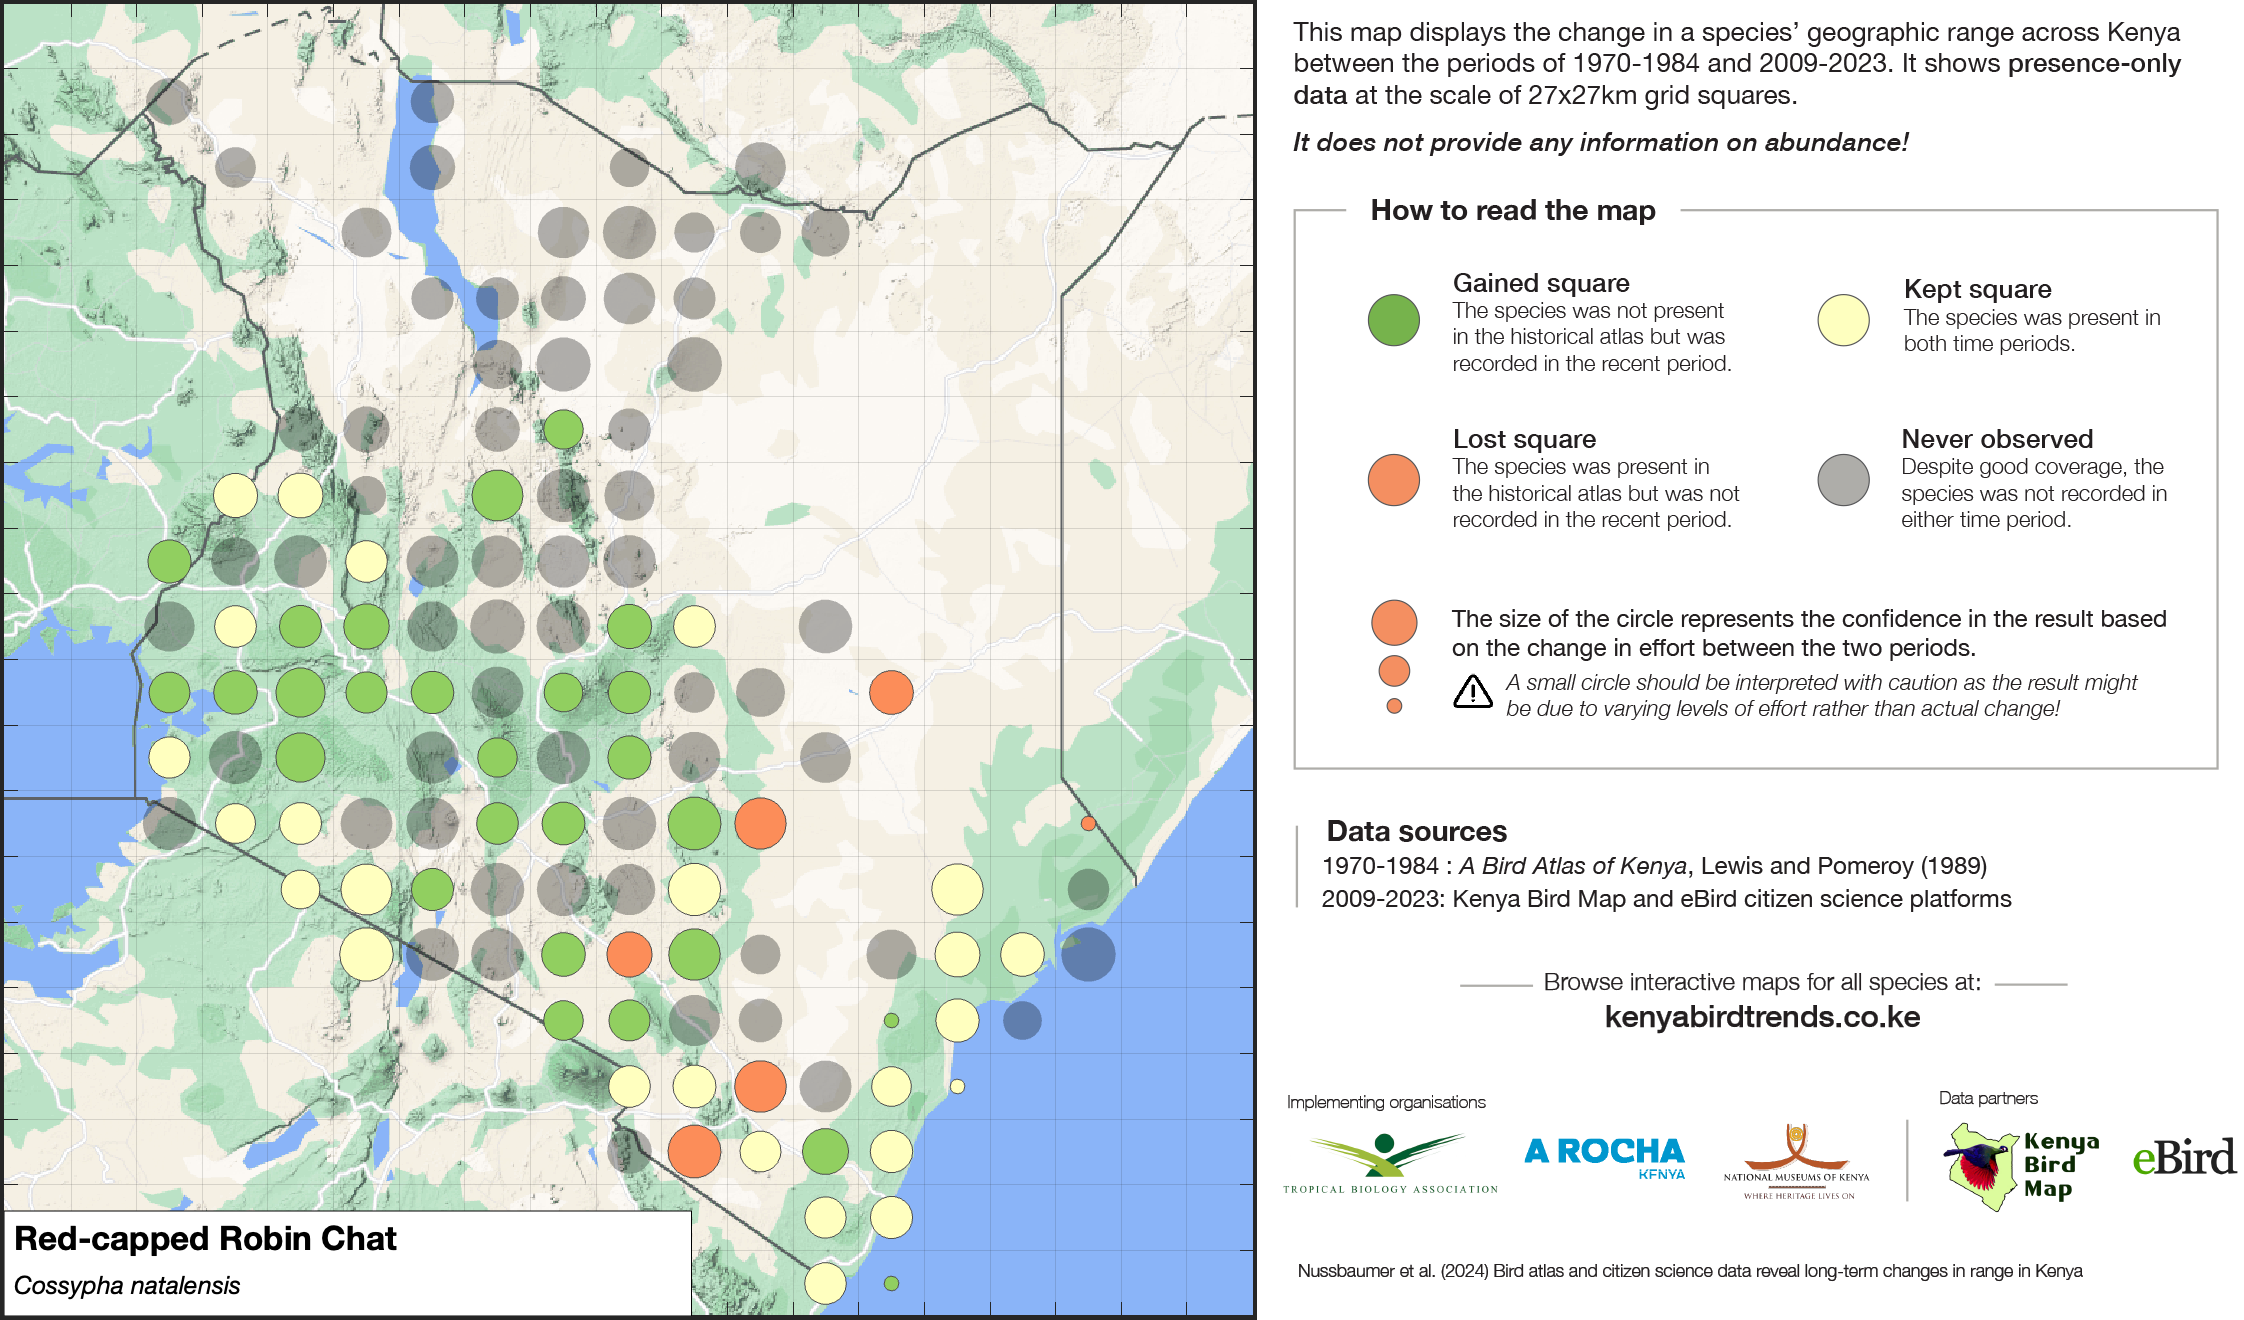 This map displays the change in a species’ geographic range across Kenya
between the periods of 1970-1984 and 2009-2023. It shows presence-only
data at the scale of 27x27km grid squares.
It does not provide any information on abundance!
How to read the map
Gained square
The species was not present
in the historical atlas but was
recorded in the recent period.
Kept square
The species was present in
both time periods.
Lost square
The species was present in
the historical atlas but was not
recorded in the recent period.
Never observed
Despite good coverage, the
species was not recorded in
either time period.
The size of the circle represents the confidence in the result based
on the change in effort between the two periods.
A small circle should be interpreted with caution as the result might
be due to varying levels of effort rather than actual change!
Data sources
1970-1984 : A Bird Atlas of Kenya, Lewis and Pomeroy (1989)
2009-2023: Kenya Bird Map and eBird citizen science platforms
Browse interactive maps for all species at:
kenyabirdtrends.co.ke
Implementing organisations
Data partners
TROPICAL BIOLOGY ASSOCIATION
A ROCHA
KENYA
NATIONAL MUSEUMS OF KENYA
WHERE HERITAGE LIVES ON
Kenya
Bird
Map
eBird
Red-capped Robin Chat
Cossypha natalensis
Nussbaumer et al. (2024) Bird atlas and citizen science data reveal long-term changes in range in Kenya